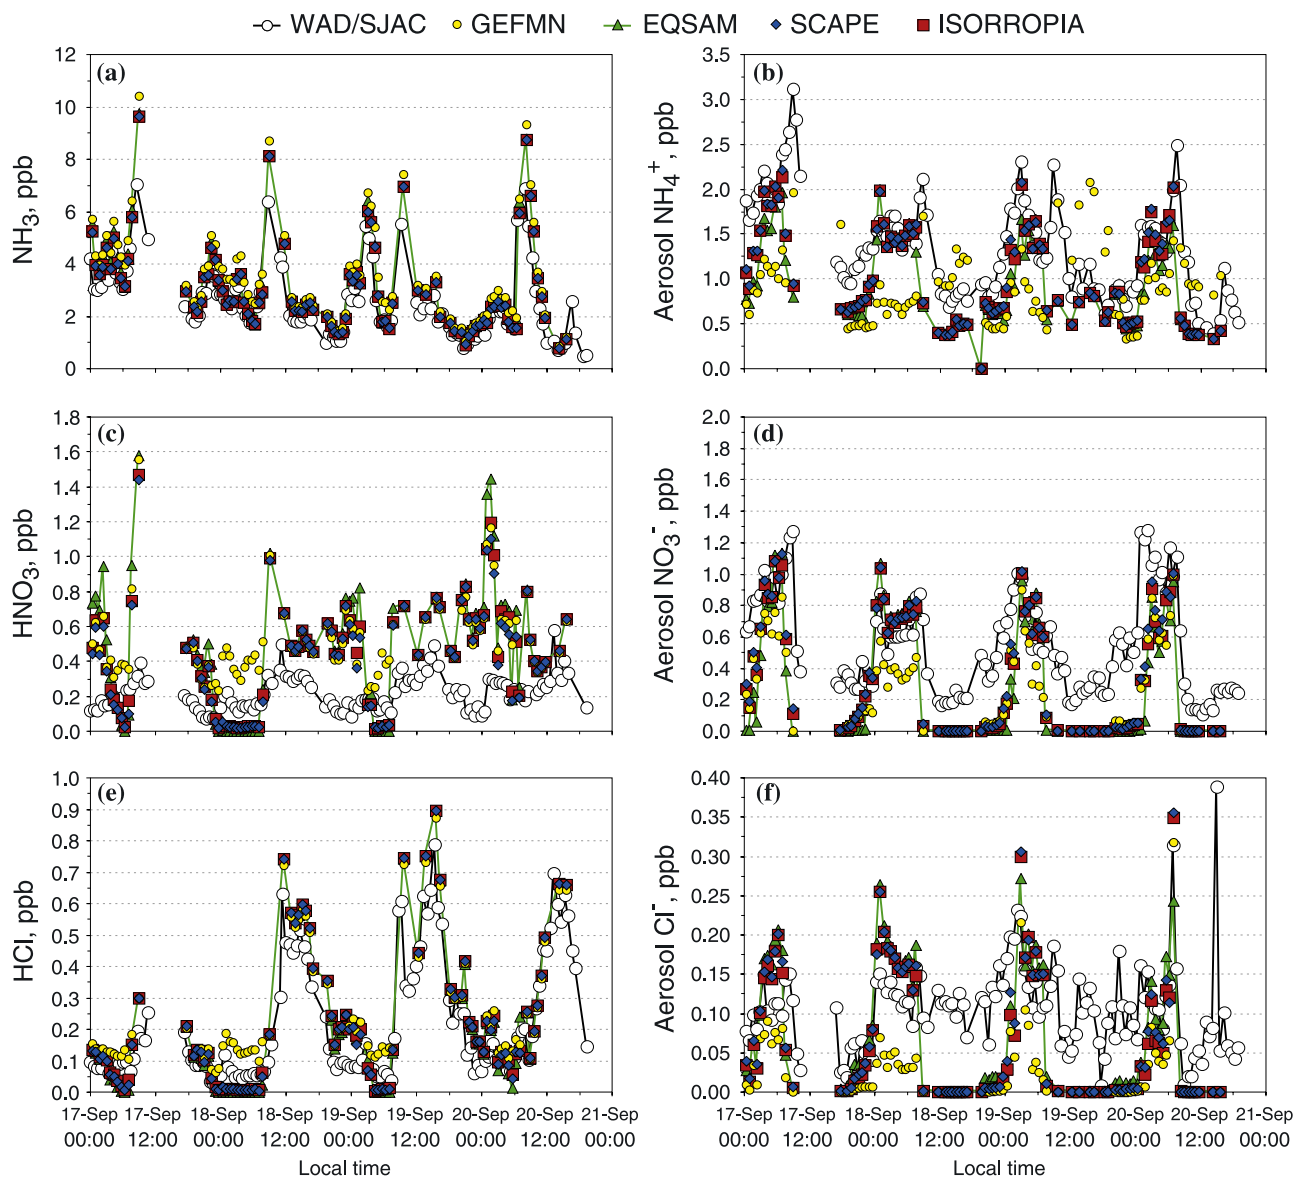 WAD/SJAC GEFMN EQSAM SCAPE ISORROPIA
(a)
NH3, ppb
12
10
8
6
4
2
0
(b)
Aerosol NH4+, ppb
3.5
3.0
2.5
2.0
1.5
1.0
0.5
0.0
(c)
HNO3, ppb
1.8
1.6
1.4
1.2
1.0
0.8
0.6
0.4
0.2
0.0
(d)
Aerosol NO3-, ppb
2.0
1.8
1.6
1.4
1.2
1.0
0.8
0.6
0.4
0.2
0.0
(e)
HCl, ppb
1.0
0.9
0.8
0.7
0.6
0.5
0.4
0.3
0.2
0.1
0.0
17-Sep 17-Sep 18-Sep 18-Sep 19-Sep 19-Sep 20-Sep 20-Sep 21-Sep
00:00 12:00 00:00 12:00 00:00 12:00 00:00 12:00 00:00
Local time
(f)
Aerosol Cl-, ppb
0.40
0.35
0.30
0.25
0.20
0.15
0.10
0.05
0.00
17-Sep 17-Sep 18-Sep 18-Sep 19-Sep 19-Sep 20-Sep 20-Sep 21-Sep
00:00 12:00 00:00 12:00 00:00 12:00 00:00 12:00 00:00
Local time